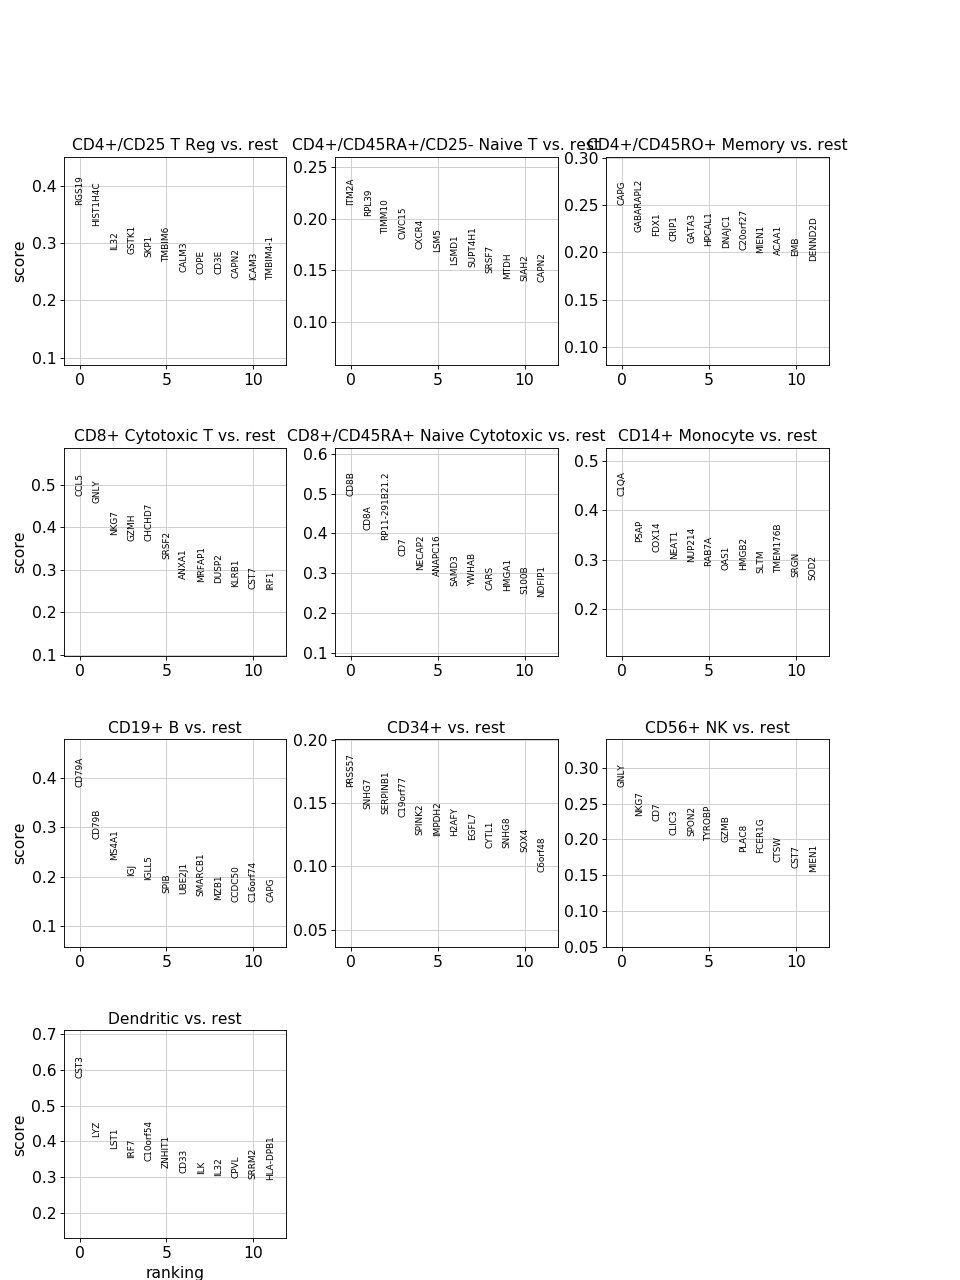 CD4+/CD25 T Reg vs. rest
score
0.4
0.3
0.2
0.1
RGS19
HIST1H4C
IL32
GSTK1
SKP1
TMBIM6
CALM3
COPE
CD3E
CAPN2
ICAM3
TMBIM4-1
0 5 10
CD4+/CD45RA+/CD25- Naive T vs. rest
0.25
0.20
0.15
0.10
ITM2A
RPL39
TIMM10
CWC15
CXCR4
LSM5
LSMD1
SUPT4H1
SRSF7
MTDH
SIAH2
CAPN2
0 5 10
CD4+/CD45RO+ Memory vs. rest
0.30
0.25
0.20
0.15
0.10
CAPG
GABARAPL2
FDX1
CRIP1
GATA3
HPCAL1
DNAJC1
C20orf27
MIEN1
ACAA1
EMB
DENND2D
0 5 10
CD8+ Cytotoxic T vs. rest
score
0.5
0.4
0.3
0.2
0.1
CCL5
GNLY
NKG7
GZMH
CHCHD7
SRSF2
ANXA1
MRFAP1
DUSP2
KLRB1
CST7
IRF1
0 5 10
CD8+/CD45RA+ Naive Cytotoxic vs. rest
0.6
0.5
0.4
0.3
0.2
0.1
CD8B
CD8A
RP11-291B21.2
CD7
NECAP2
ANAPC16
SAMD3
YWHAB
CARS
HMGA1
S100B
NDFIP1
0 5 10
CD14+ Monocyte vs. rest
0.5
0.4
0.3
0.2
C1QA
PSAP
COX14
NEAT1
NUP214
RAB7A
OAS1
HMGB2
SLTM
TMEM176B
SRGN
SOD2
0 5 10
CD19+ B vs. rest
score
0.4
0.3
0.2
0.1
CD79A
CD79B
MS4A1
IGJ
IGLL5
SPIB
UBE2J1
SMARCB1
MZB1
CCDC50
C16orf74
CAPG
0 5 10
CD34+ vs. rest
0.20
0.15
0.10
0.05
PRSS57
SNHG7
SERPINB1
C19orf77
SPINK2
IMPDH2
H2AFY
EGFL7
CYTL1
SNHG8
SOX4
C6orf48
0 5 10
CD56+ NK vs. rest
0.30
0.25
0.20
0.15
0.10
0.05
GNLY
NKG7
CD7
CLIC3
SPON2
TYROBP
GZMB
PLAC8
FCER1G
CTSW
CST7
MIEN1
0 5 10
Dendritic vs. rest
score
0.7
0.6
0.5
0.4
0.3
0.2
CST3
LYZ
LST1
IRF7
C10orf54
ZNHIT1
CD33
ILK
IL32
CPVL
SRRM2
HLA-DPB1
0 5 10
ranking